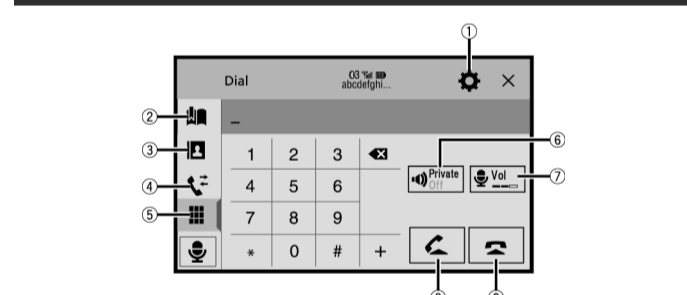 ①
Dial
03
abcdefghi...
②
③
④
⑤
_
1 2 3
4 5 6
7 8 9
* 0 # +
⑥
Private
Off
⑦
Vol